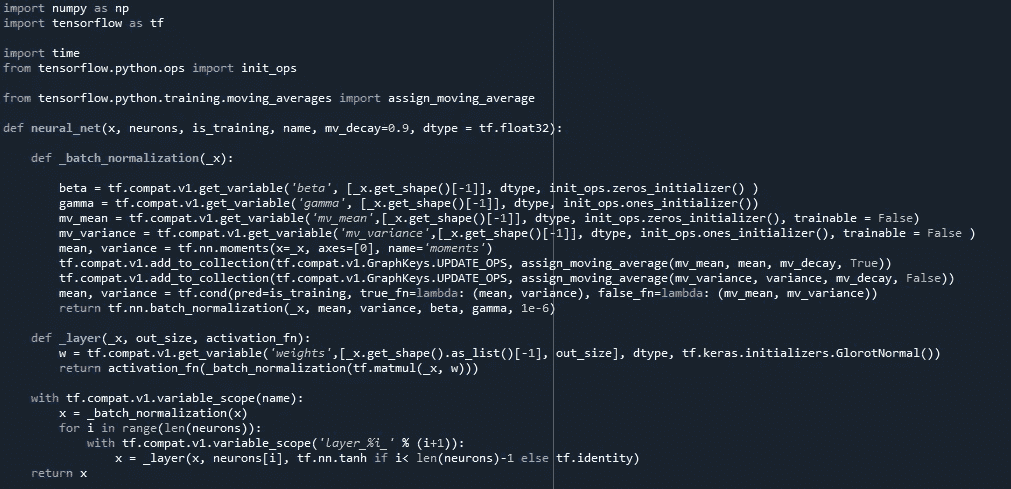 import numpy as np
import tensorflow as tf
import time
from tensorflow.python.ops import init_ops
from tensorflow.python.training.moving_averages import assign_moving_average
def neural_net(x, neurons, is_training, name, mv_decay=0.9, dtype = tf.float32):
def _batch_normalization(_x):
beta = tf.compat.v1.get_variable('beta', [_x.get_shape()[-1]], dtype, init_ops.zeros_initializer() )
gamma = tf.compat.v1.get_variable('gamma', [_x.get_shape()[-1]], dtype, init_ops.ones_initializer())
mv_mean = tf.compat.v1.get_variable('mv_mean',[_x.get_shape()[-1]], dtype, init_ops.zeros_initializer(), trainable = False)
mv_variance = tf.compat.v1.get_variable('mv_variance',[_x.get_shape()[-1]], dtype, init_ops.ones_initializer(), trainable = False )
mean, variance = tf.nn.moments(x=_x, axes=[0], name='moments')
tf.compat.v1.add_to_collection(tf.compat.v1.GraphKeys.UPDATE_OPS, assign_moving_average(mv_mean, mean, mv_decay, True))
tf.compat.v1.add_to_collection(tf.compat.v1.GraphKeys.UPDATE_OPS, assign_moving_average(mv_variance, variance, mv_decay, False))
mean, variance = tf.cond(pred=is_training, true_fn=lambda: (mean, variance), false_fn=lambda: (mv_mean, mv_variance))
return tf.nn.batch_normalization(_x, mean, variance, beta, gamma, 1e-6)
def _layer(_x, out_size, activation_fn):
w = tf.compat.v1.get_variable('weights',[_x.get_shape().as_list()[-1], out_size], dtype, tf.keras.initializers.GlorotNormal())
return activation_fn(_batch_normalization(tf.matmul(_x, w)))
with tf.compat.v1.variable_scope(name):
x = _batch_normalization(x)
for i in range(len(neurons)):
with tf.compat.v1.variable_scope('layer_%i_' % (i+1)):
x = _layer(x, neurons[i], tf.nn.tanh if i< len(neurons)-1 else tf.identity)
return x